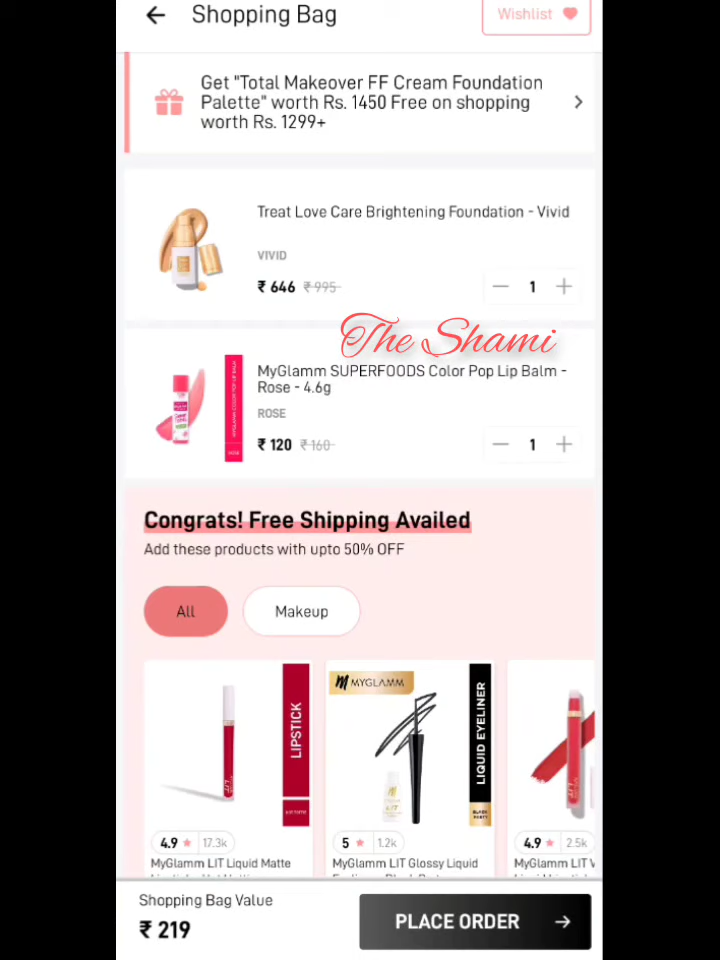 Shopping Bag
Wishlist
Get "Total Makeover FF Cream Foundation
Palette" worth Rs. 1450 Free on shopping
worth Rs. 1299+
Treat Love Care Brightening Foundation - Vivid
VIVID
₹ 646 ₹ 995
1
The Shami
MyGlamm SUPERFOODS Color Pop Lip Balm -
Rose - 4.6g
ROSE
₹ 120 ₹ 160
1
Congrats! Free Shipping Availed
Add these products with upto 50% OFF
All
Makeup
LIPSTICK
MYGLAMM
LIQUID EYELINER
4.9 17.3k
5 1.2k
4.9 2.5k
MyGlamm LIT Liquid Matte
MyGlamm LIT Glossy Liquid
MyGlamm LIT
Shopping Bag Value
₹ 219
PLACE ORDER